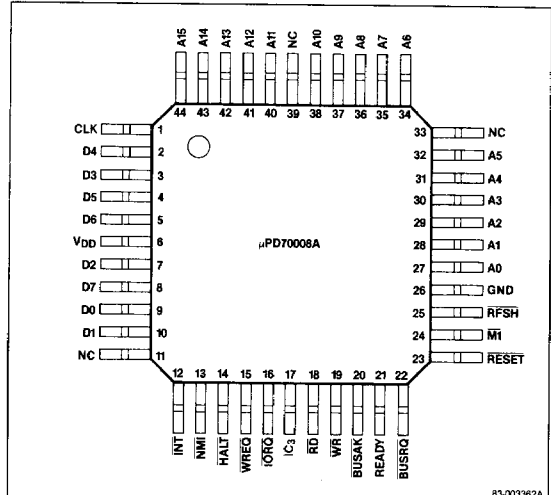 A15 A14 A13 A12 A11 NC A10 A9 A8 A7 A6
44 43 42 41 40 39 38 37 36 35 34
CLK 1
D4 2
D3 3
D5 4
D6 5
VDD 6
D2 7
D7 8
D0 9
D1 10
NC 11
μPD70008A
33 NC
32 A5
31 A4
30 A3
29 A2
28 A1
27 A0
26 GND
25 RFSH
24 M1
23 RESET
12 13 14 15 16 17 18 19 20 21 22
INT NMI HALT WREQ IORQ IC3 RD WR BUSAK READY BUSRQ
83-003362A